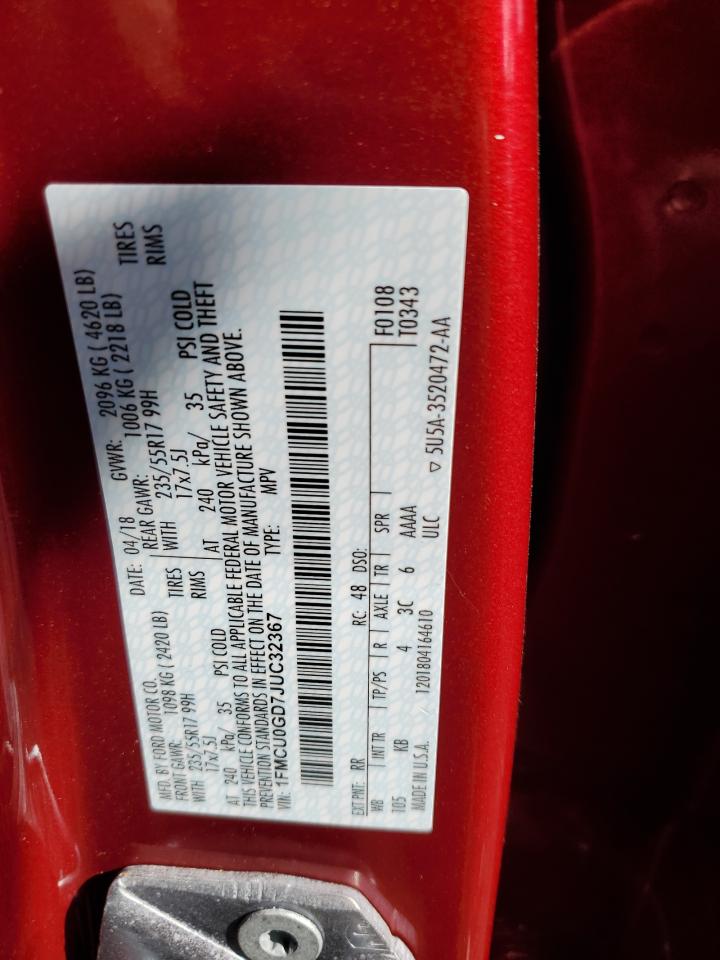 MFD. BY FORD MOTOR CO. DATE: 04/18 GVWR: 2096 KG ( 4620 LB)
FRONT GAWR: 1098 KG ( 2420 LB) REAR GAWR: 1006 KG ( 2218 LB)
WITH 235/55R17 99H TIRES WITH 235/55R17 99H TIRES
17x7.5J RIMS 17x7.5J RIMS
AT 240 kPa/ 35 PSI COLD AT 240 kPa/ 35 PSI COLD
THIS VEHICLE CONFORMS TO ALL APPLICABLE FEDERAL MOTOR VEHICLE SAFETY AND THEFT
PREVENTION STANDARDS IN EFFECT ON THE DATE OF MANUFACTURE SHOWN ABOVE.
VIN: 1FMCU0GD7JUC32367 TYPE: MPV
EXT PNT: RR RC: 48 DSO: F0108
WB INT TR TP/PS R AXLE TR SPR T0343
105 KB 4 3C 6 AAAA
MADE IN U.S.A. 1201804164610 ULC ▽ 5U5A-3520472-AA